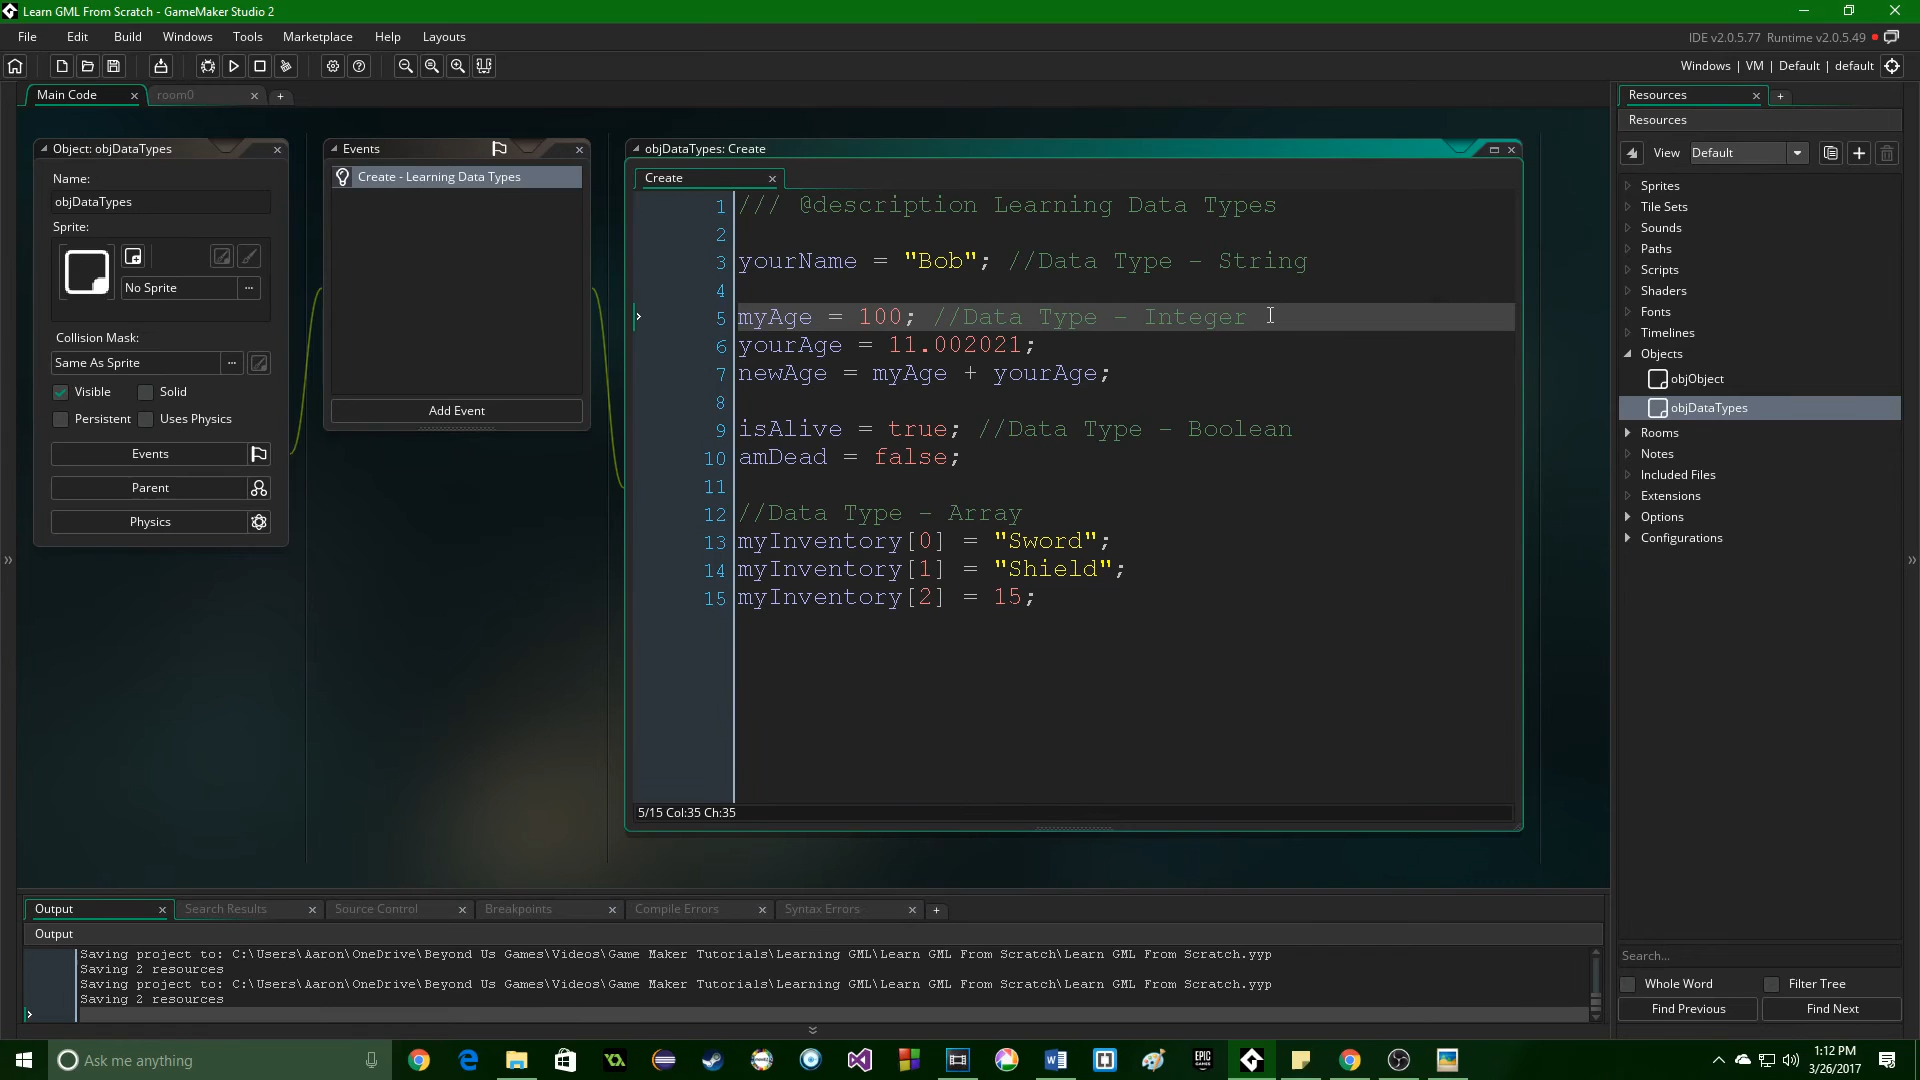 Learn GML From Scratch - GameMaker Studio 2
File Edit Build Windows Tools Marketplace Help Layouts
IDE v2.0.5.77 Runtime v2.0.5.49
Windows | VM | Default | default
Main Code
room0
Object: objDataTypes
Name:
objDataTypes
Sprite:
No Sprite
Collision Mask:
Same As Sprite
Visible
Solid
Persistent
Uses Physics
Events
Parent
Physics
Events
Create - Learning Data Types
Add Event
objDataTypes: Create
Create
1 /// @description Learning Data Types
2
3 yourName = "Bob"; //Data Type - String
4
5 myAge = 100; //Data Type - Integer
6 yourAge = 11.002021;
7 newAge = myAge + yourAge;
8
9 isAlive = true; //Data Type - Boolean
10 amDead = false;
11
12 //Data Type - Array
13 myInventory[0] = "Sword";
14 myInventory[1] = "Shield";
15 myInventory[2] = 15;
5/15 Col:35 Ch:35
Resources
Resources
View Default
Sprites
Tile Sets
Sounds
Paths
Scripts
Shaders
Fonts
Timelines
Objects
objObject
objDataTypes
Rooms
Notes
Included Files
Extensions
Options
Configurations
Search...
Whole Word
Filter Tree
Find Previous
Find Next
Output
Search Results
Source Control
Breakpoints
Compile Errors
Syntax Errors
Output
Saving project to: C:\Users\Aaron\OneDrive\Beyond Us Games\Videos\Game Maker Tutorials\Learning GML\Learn GML From Scratch\Learn GML From Scratch.yyp
Saving 2 resources
Saving project to: C:\Users\Aaron\OneDrive\Beyond Us Games\Videos\Game Maker Tutorials\Learning GML\Learn GML From Scratch\Learn GML From Scratch.yyp
Saving 2 resources
Ask me anything
EPIC GAMES
1:12 PM
3/26/2017